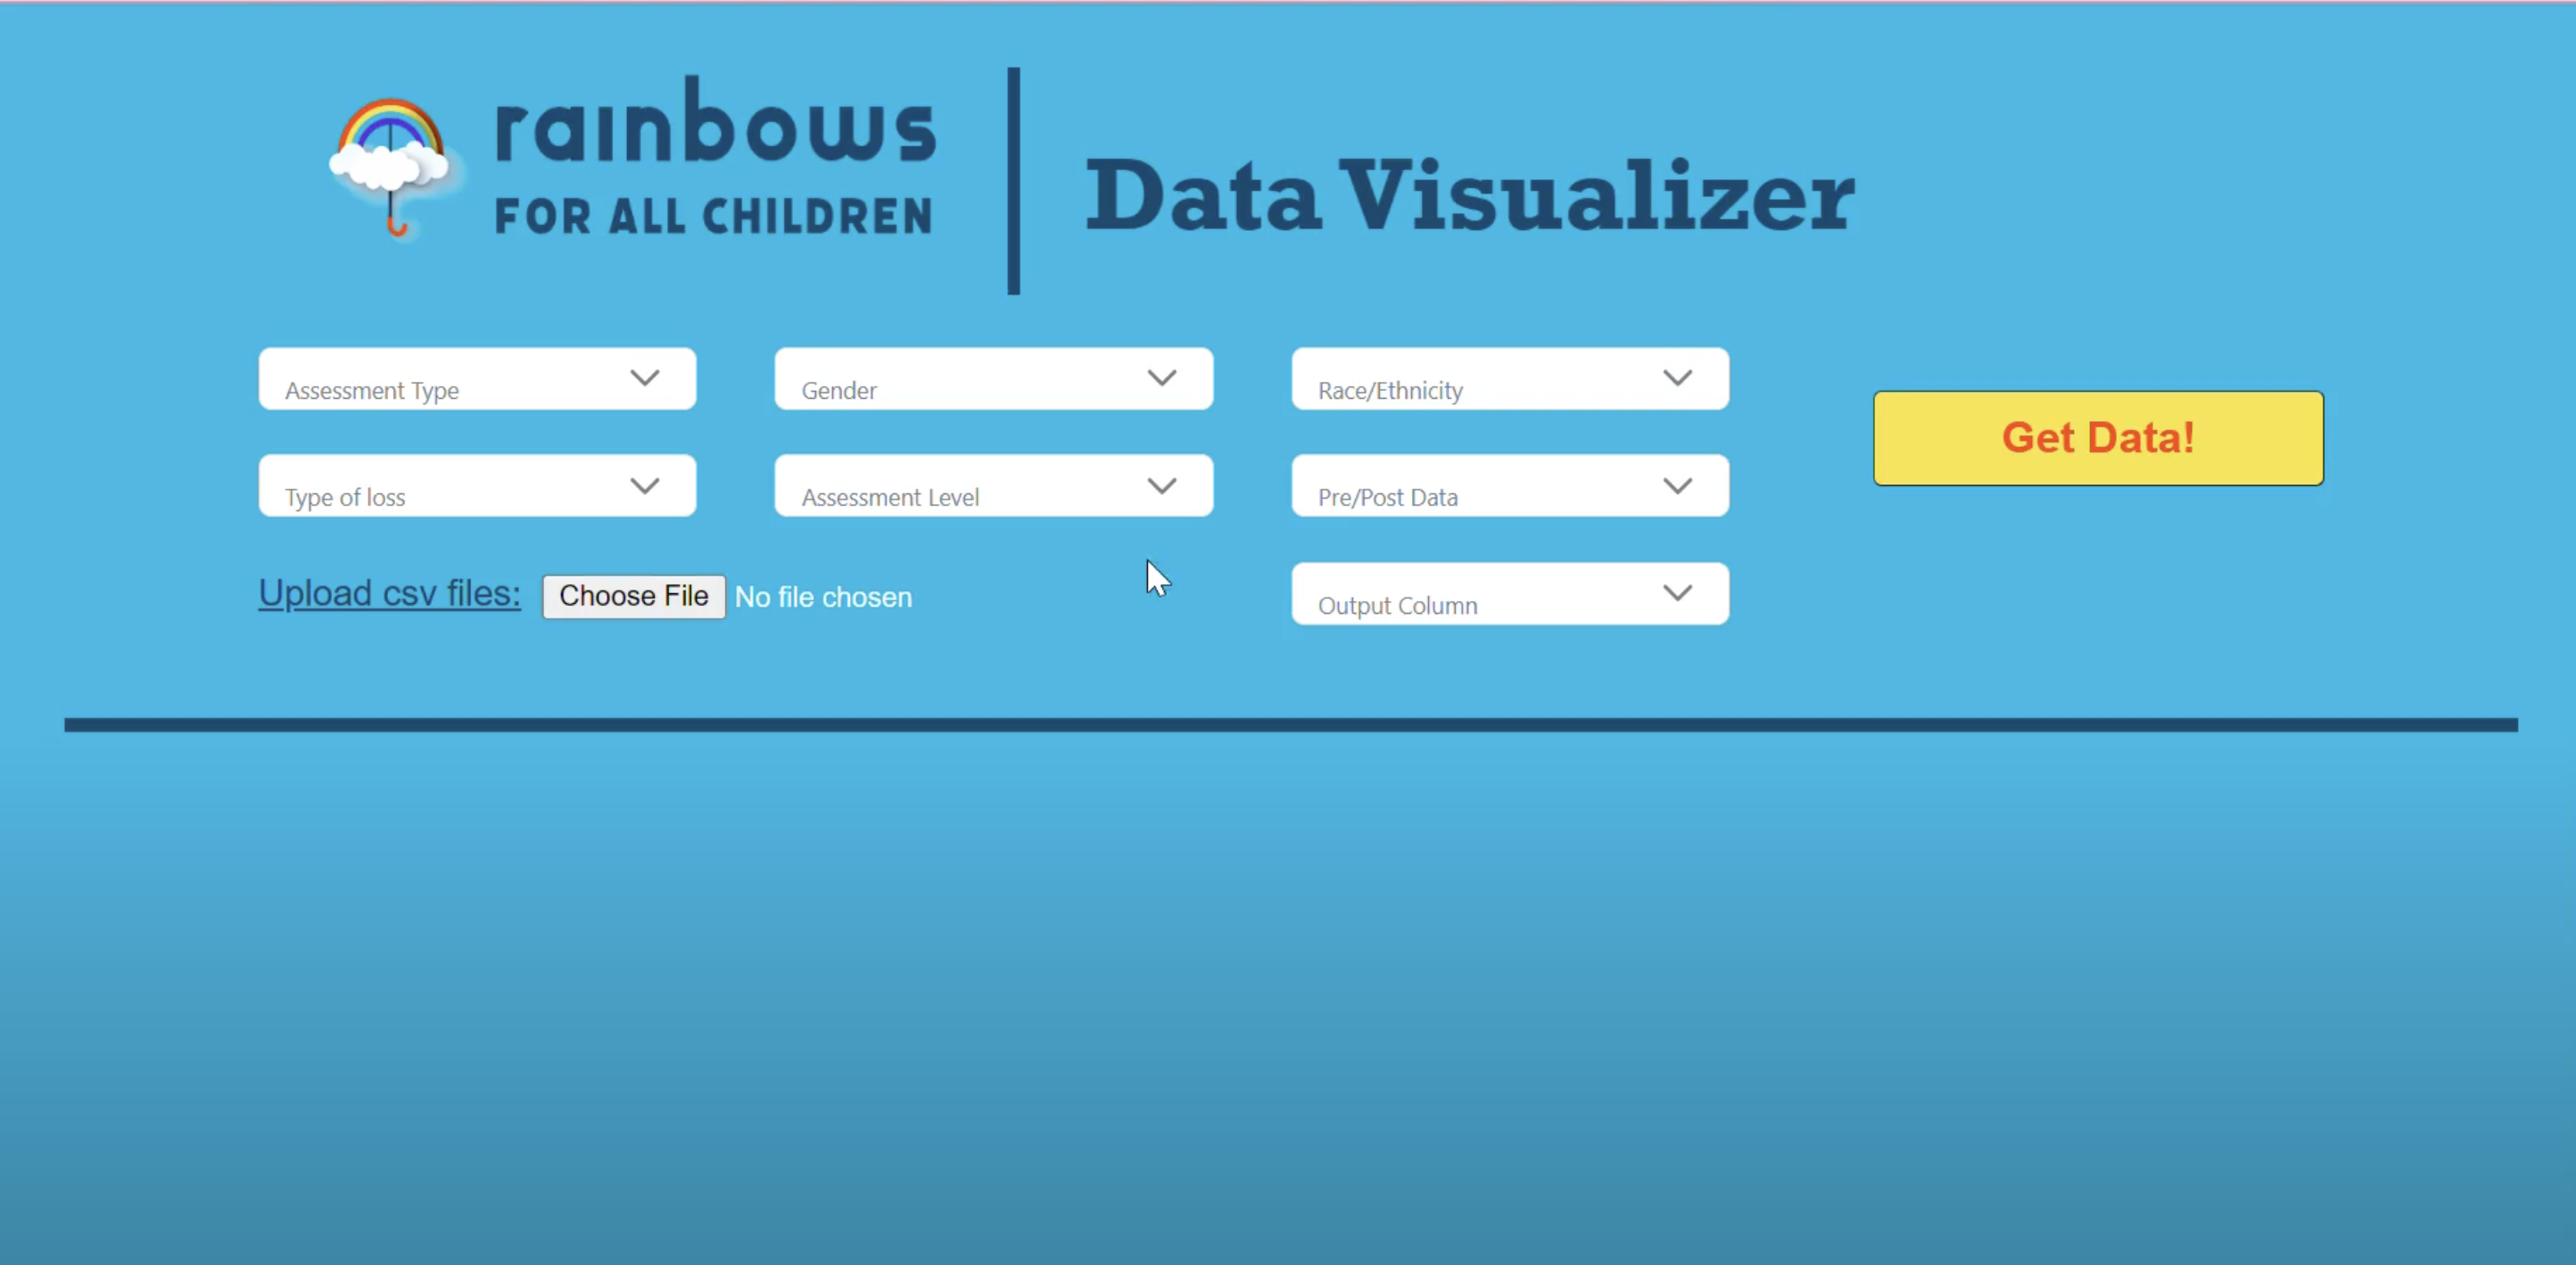 rainbows
FOR ALL CHILDREN
Data Visualizer
Assessment Type
Gender
Race/Ethnicity
Get Data!
Type of loss
Assessment Level
Pre/Post Data
Upload csv files: Choose File No file chosen
Output Column